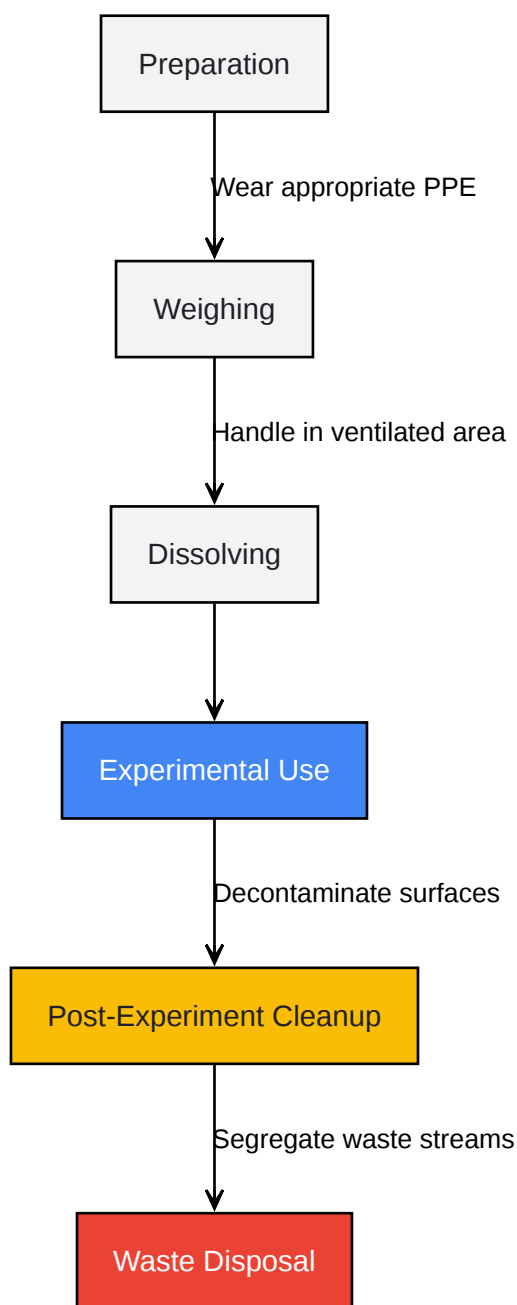 Preparation
Wear appropriate PPE
Weighing
Handle in ventilated area
Dissolving
Experimental Use
Decontaminate surfaces
Post-Experiment Cleanup
Segregate waste streams
Waste Disposal